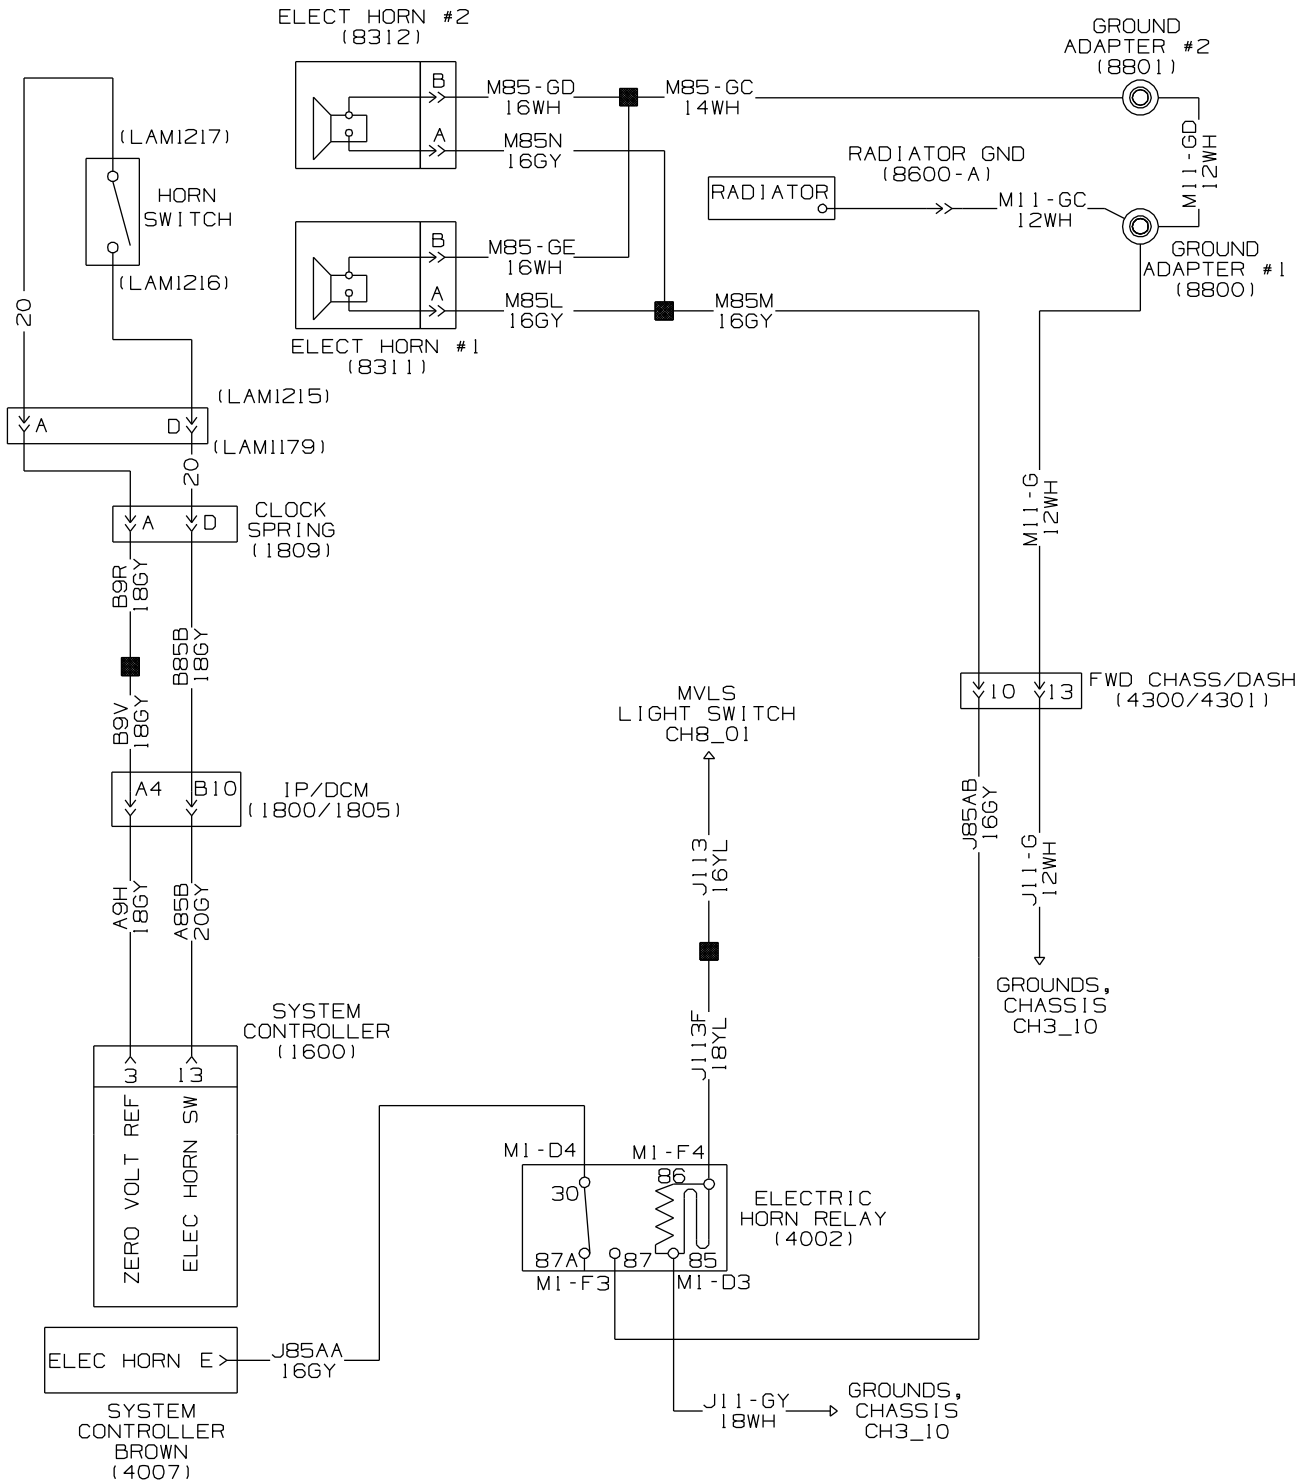 ELECT HORN #2
(8312)
B
M85-GD
16WH
M85-GC
14WH
A
M85N
16GY
GROUND
ADAPTER #2
(8801)
M11-GD
12WH
RADIATOR GND
(8600-A)
RADIATOR
M11-GC
12WH
GROUND
ADAPTER #1
(8800)
(LAM1217)
HORN
SWITCH
(LAM1216)
20
B
M85-GE
16WH
A
M85L
16GY
M85M
16GY
ELECT HORN #1
(8311)
(LAM1215)
A
D
(LAM1179)
20
A
D
CLOCK
SPRING
(1809)
B9R
18GY
B85B
18GY
B9V
18GY
A4
B10
IP/DCM
(1800/1805)
A9H
18GY
A85B
20GY
M11-G
12WH
10
13
FWD CHASS/DASH
(4300/4301)
J85AB
16GY
J11-G
12WH
GROUNDS,
CHASSIS
CH3_10
MVLS
LIGHT SWITCH
CH8_01
J113
16YL
J113F
18YL
SYSTEM
CONTROLLER
(1600)
3
13
ZERO VOLT REF
ELEC HORN SW
M1-D4
M1-F4
30
86
87A
87
85
M1-F3
M1-D3
ELECTRIC
HORN RELAY
(4002)
ELEC HORN E
J85AA
16GY
SYSTEM
CONTROLLER
BROWN
(4007)
J11-GY
18WH
GROUNDS,
CHASSIS
CH3_10